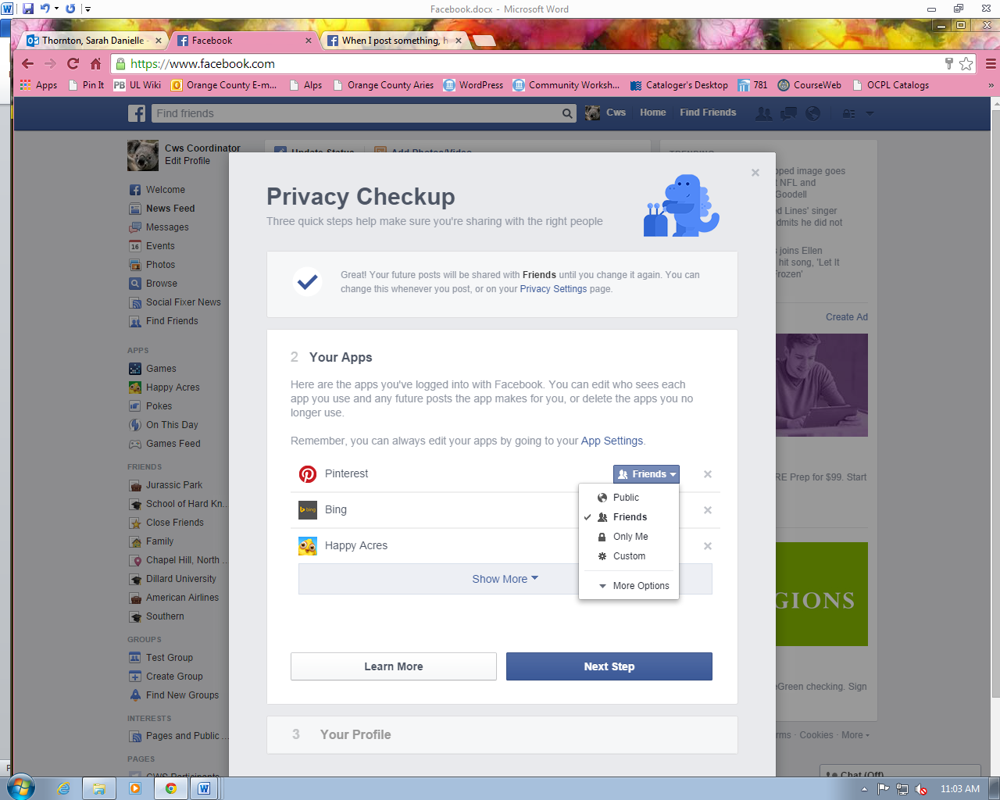 Facebook.docx - Microsoft Word
Thornton, Sarah Danielle
Facebook
When I post something, h
https://www.facebook.com
Apps
Pin It
PB UL Wiki
Orange County E-m...
Alps
Orange County Aries
WordPress
Community Worksh...
Cataloger's Desktop
781
CourseWeb
OCPL Catalogs
»
Find friends
Cws
Home
Find Friends
Cws Coordinator
Edit Profile
Update Status
Add Photos/Video
TRENDING
Welcome
News Feed
Messages
16 Events
Photos
Browse
Social Fixer News
Find Friends
APPS
Games
Happy Acres
Pokes
On This Day
Games Feed
FRIENDS
Jurassic Park
School of Hard Kn...
Close Friends
Family
Chapel Hill, North ...
Dillard University
American Airlines
Southern
GROUPS
Test Group
Create Group
Find New Groups
INTERESTS
Pages and Public ...
PAGES
CWS Participants
Privacy Checkup
Three quick steps help make sure you're sharing with the right people
Great! Your future posts will be shared with Friends until you change it again. You can
change this whenever you post, or on your Privacy Settings page.
2 Your Apps
Here are the apps you've logged into with Facebook. You can edit who sees each
app you use and any future posts the app makes for you, or delete the apps you no
longer use.
Remember, you can always edit your apps by going to your App Settings.
Pinterest
Friends
bing Bing
Happy Acres
Public
Friends
Only Me
Custom
More Options
Show More
Learn More
Next Step
3 Your Profile
pped image goes
NFL and
Goodell
d Lines' singer
dmits he did not
s joins Ellen
hit song, 'Let It
Frozen'
Create Ad
RE Prep for $99. Start
GIONS
eGreen checking. Sign
rms · Cookies · More
Chat (Off)
11:03 AM